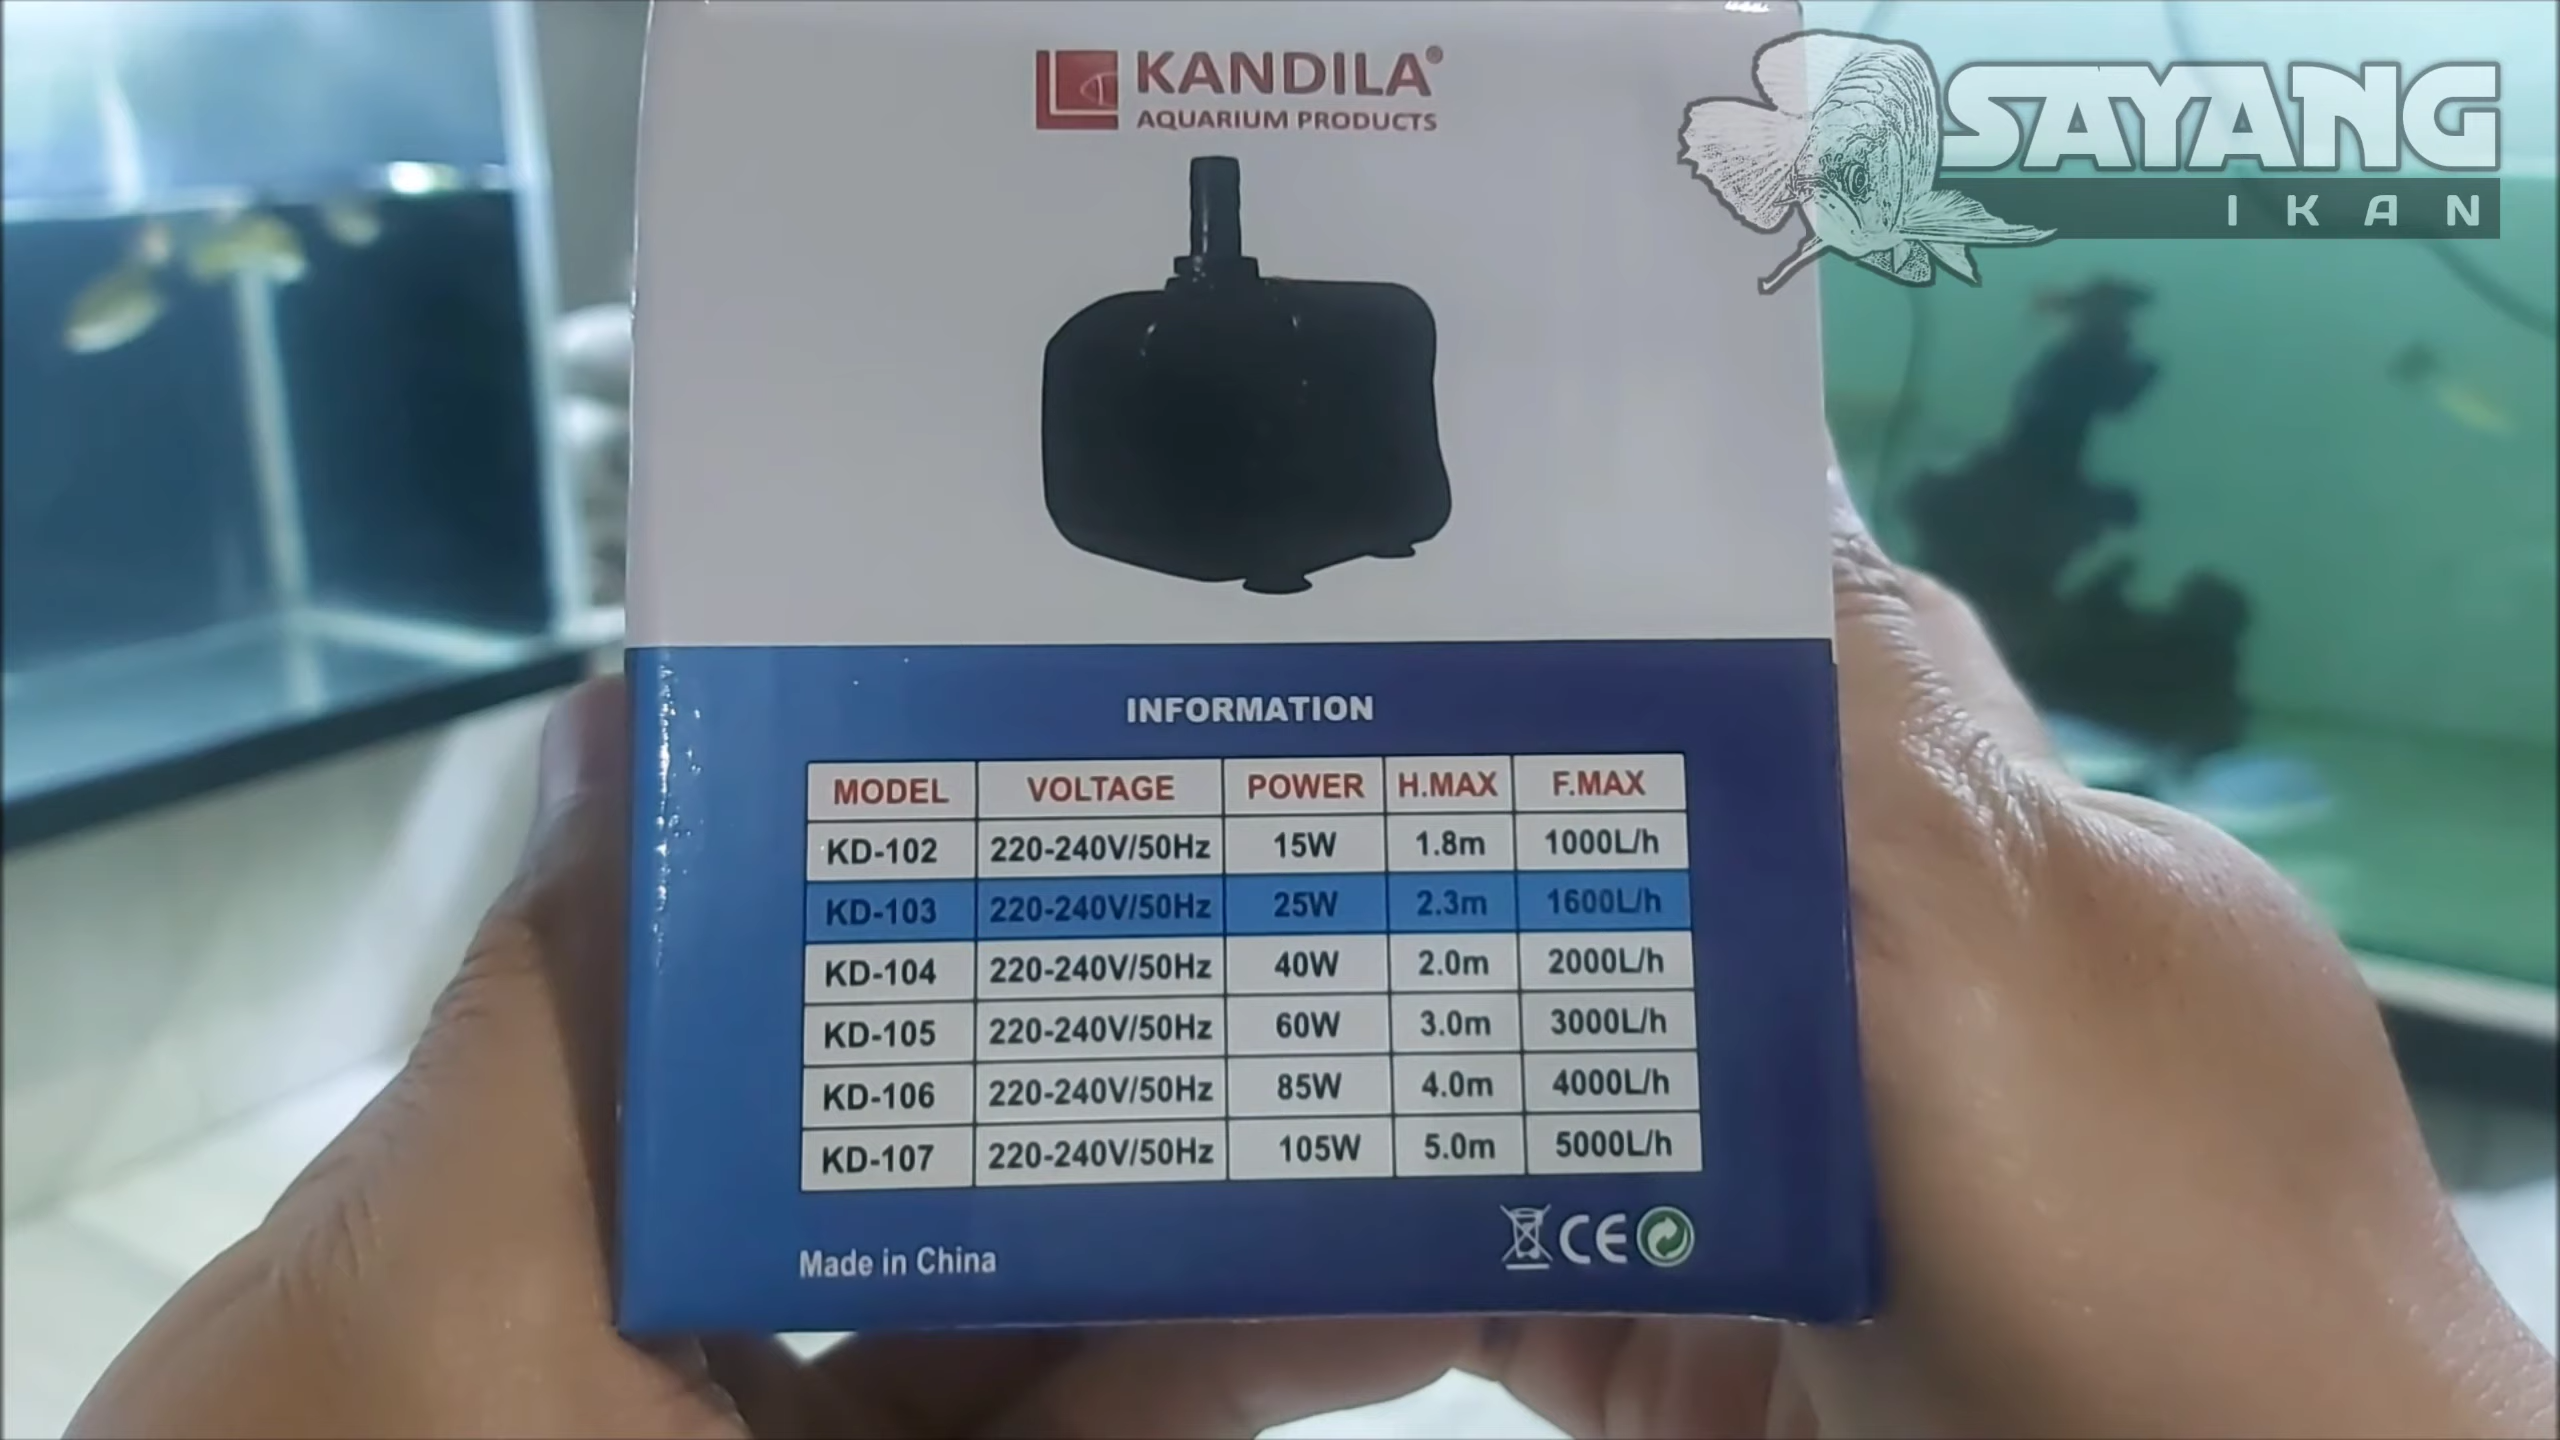 KANDILA®
AQUARIUM PRODUCTS
SAYANG
IKAN
INFORMATION
MODEL VOLTAGE POWER H.MAX F.MAX
KD-102 220-240V/50Hz 15W 1.8m 1000L/h
KD-103 220-240V/50Hz 25W 2.3m 1600L/h
KD-104 220-240V/50Hz 40W 2.0m 2000L/h
KD-105 220-240V/50Hz 60W 3.0m 3000L/h
KD-106 220-240V/50Hz 85W 4.0m 4000L/h
KD-107 220-240V/50Hz 105W 5.0m 5000L/h
Made in China
CE